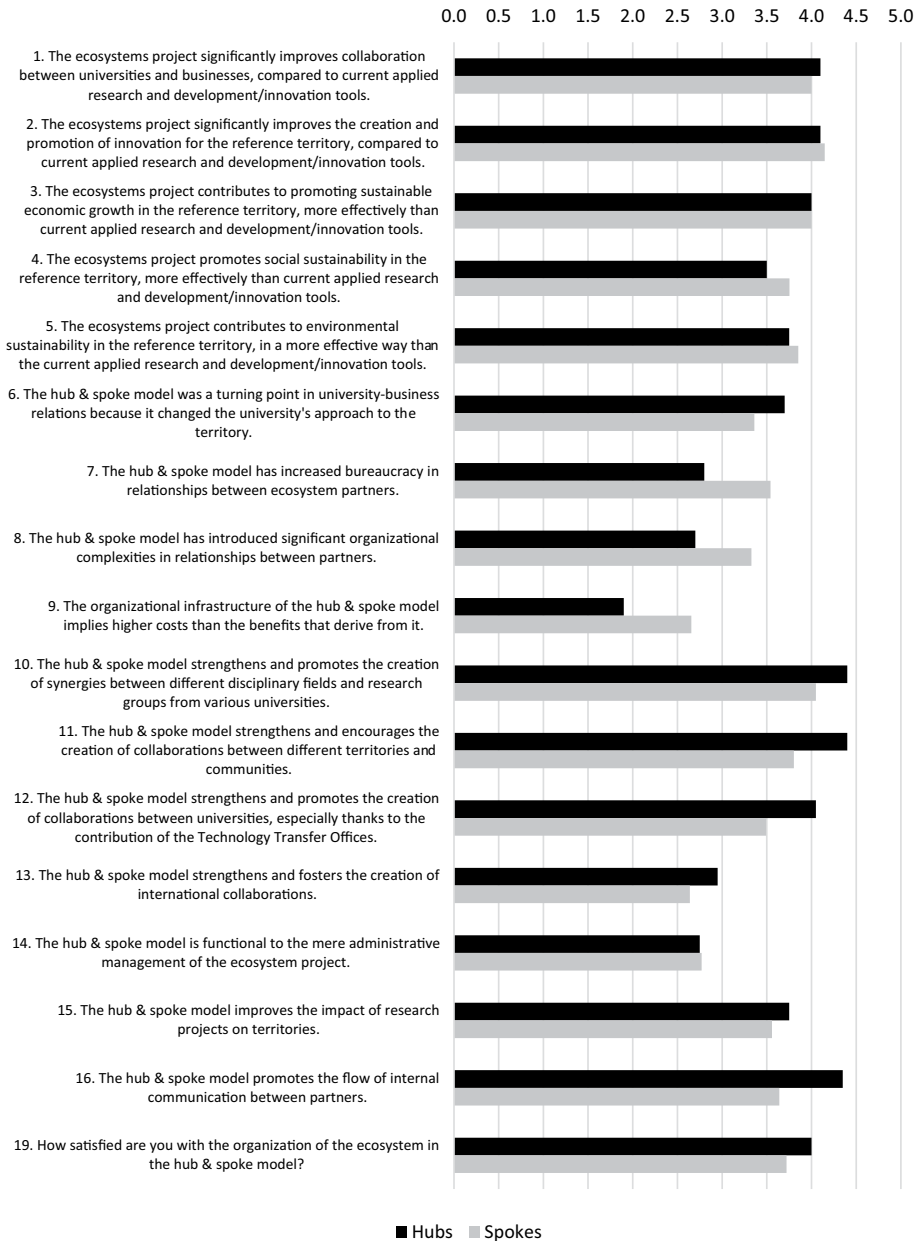 0.0 0.5 1.0 1.5 2.0 2.5 3.0 3.5 4.0 4.5 5.0
1. The ecosystems project significantly improves collaboration
between universities and businesses, compared to current applied
research and development/innovation tools.
2. The ecosystems project significantly improves the creation and
promotion of innovation for the reference territory, compared to
current applied research and development/innovation tools.
3. The ecosystems project contributes to promoting sustainable
economic growth in the reference territory, more effectively than
current applied research and development/innovation tools.
4. The ecosystems project promotes social sustainability in the
reference territory, more effectively than current applied research
and development/innovation tools.
5. The ecosystems project contributes to environmental
sustainability in the reference territory, in a more effective way than
the current applied research and development/innovation tools.
6. The hub & spoke model was a turning point in university-business
relations because it changed the university's approach to the
territory.
7. The hub & spoke model has increased bureaucracy in
relationships between ecosystem partners.
8. The hub & spoke model has introduced significant organizational
complexities in relationships between partners.
9. The organizational infrastructure of the hub & spoke model
implies higher costs than the benefits that derive from it.
10. The hub & spoke model strengthens and promotes the creation
of synergies between different disciplinary fields and research
groups from various universities.
11. The hub & spoke model strengthens and encourages the
creation of collaborations between different territories and
communities.
12. The hub & spoke model strengthens and promotes the creation
of collaborations between universities, especially thanks to the
contribution of the Technology Transfer Offices.
13. The hub & spoke model strengthens and fosters the creation of
international collaborations.
14. The hub & spoke model is functional to the mere administrative
management of the ecosystem project.
15. The hub & spoke model improves the impact of research
projects on territories.
16. The hub & spoke model promotes the flow of internal
communication between partners.
19. How satisfied are you with the organization of the ecosystem in
the hub & spoke model?
Hubs Spokes